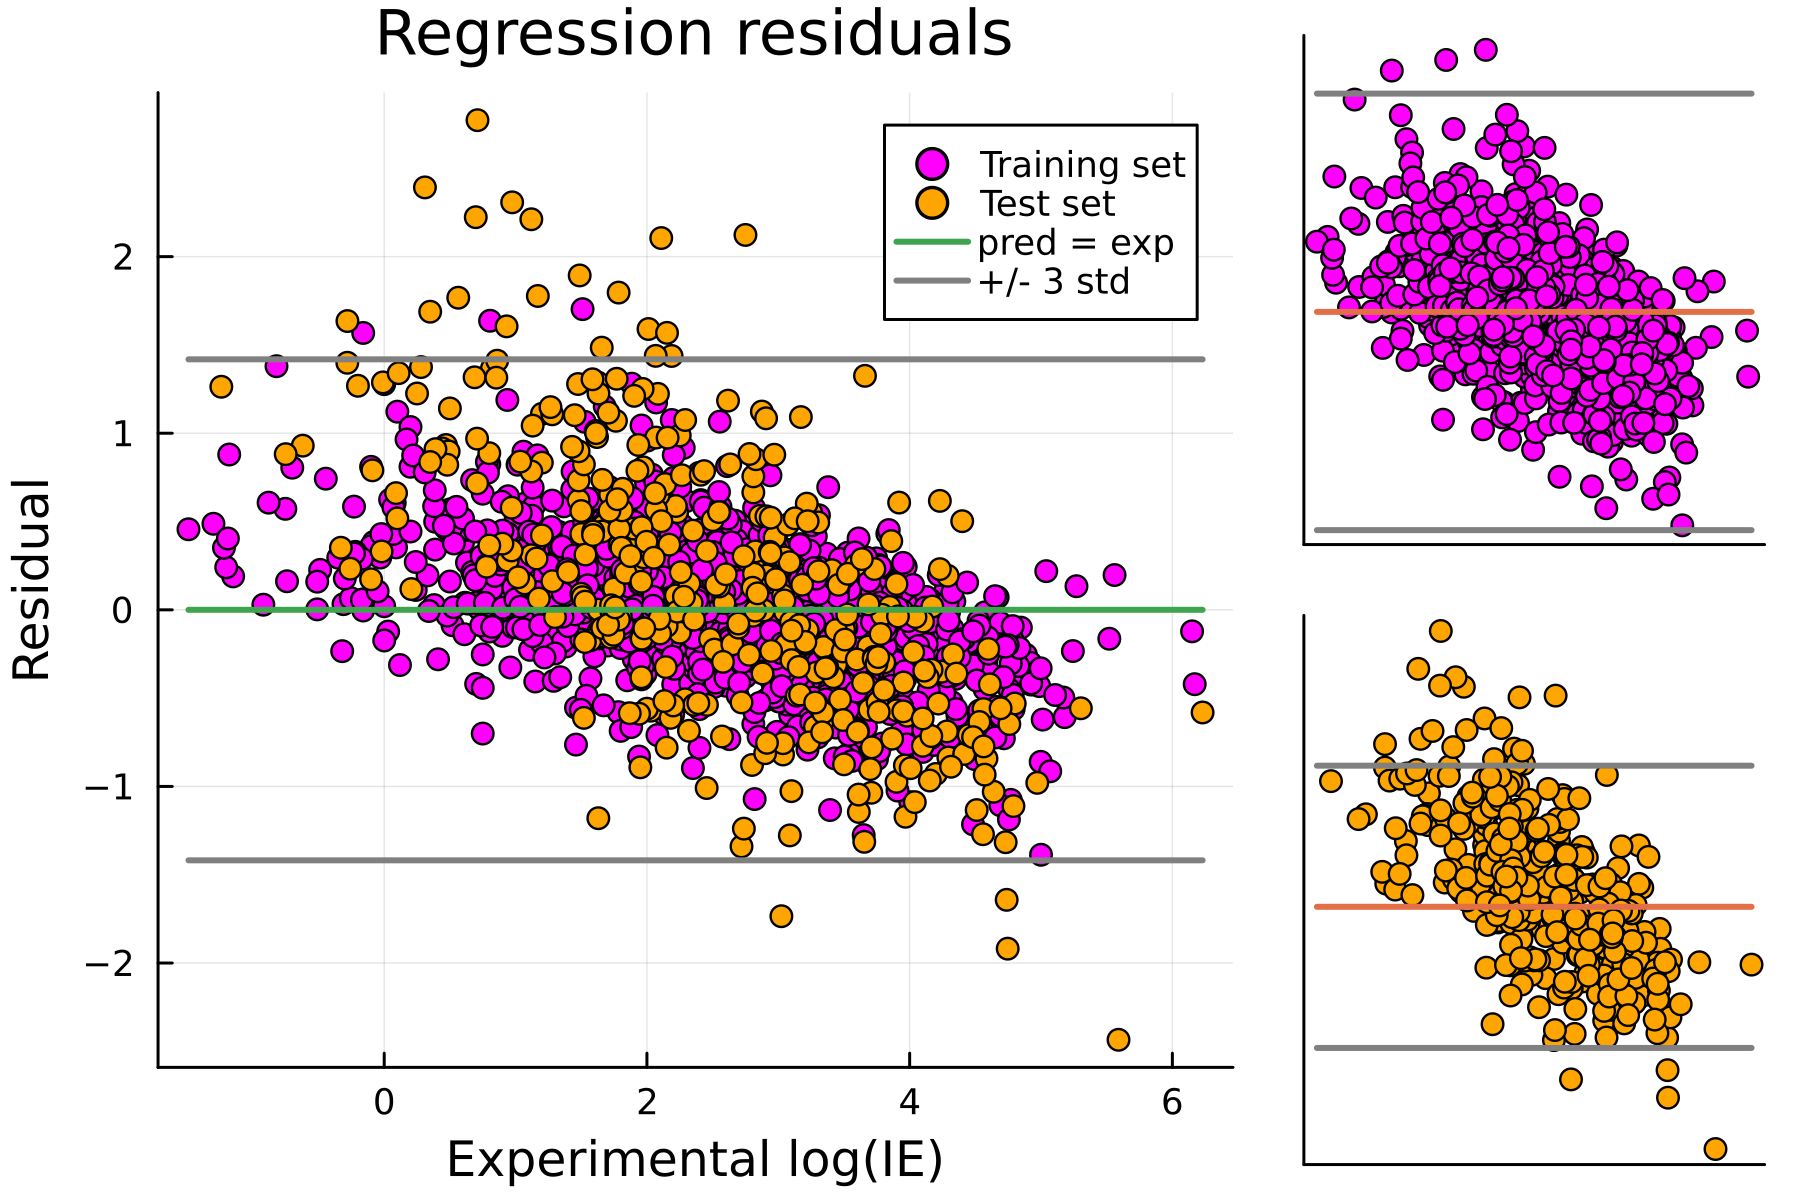 Regression residuals
Training set
Test set
pred = exp
+/- 3 std
Residual
2
1
0
−1
−2
0
2
4
6
Experimental log(IE)